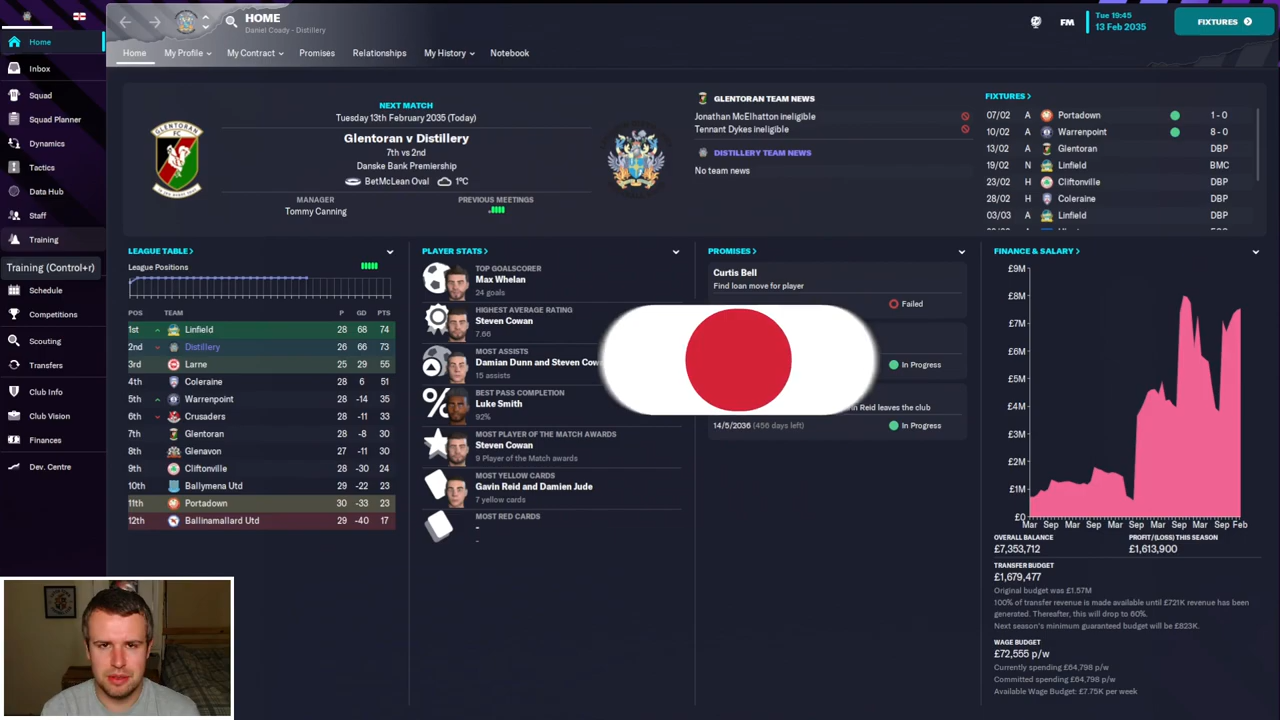 HOME
Daniel Coady - Distillery
FM
Tue 19:45
13 Feb 2035
FIXTURES
Home
My Profile
My Contract
Promises
Relationships
My History
Notebook
Home
Inbox
Squad
Squad Planner
Dynamics
Tactics
Data Hub
Staff
Training
Training (Control+r)
Schedule
Competitions
Scouting
Transfers
Club Info
Club Vision
Finances
Dev. Centre
NEXT MATCH
Tuesday 13th February 2035 (Today)
Glentoran v Distillery
7th vs 2nd
Danske Bank Premiership
BetMcLean Oval 1°C
MANAGER
Tommy Canning
PREVIOUS MEETINGS
GLENTORAN TEAM NEWS
Jonathan McElhatton ineligible
Tennant Dykes ineligible
DISTILLERY TEAM NEWS
No team news
FIXTURES >
07/02 A Portadown 1 - 0
10/02 A Warrenpoint 8 - 0
13/02 A Glentoran DBP
19/02 N Linfield BMC
23/02 H Cliftonville DBP
28/02 H Coleraine DBP
03/03 A Linfield DBP
LEAGUE TABLE >
League Positions
POS TEAM P GD PTS
1st Linfield 28 68 74
2nd Distillery 26 66 73
3rd Larne 25 29 55
4th Coleraine 28 6 51
5th Warrenpoint 28 -14 35
6th Crusaders 28 -11 33
7th Glentoran 28 -8 30
8th Glenavon 27 -11 30
9th Cliftonville 28 -30 24
10th Ballymena Utd 29 -22 23
11th Portadown 30 -33 23
12th Ballinamallard Utd 29 -40 17
PLAYER STATS >
TOP GOALSCORER
Max Whelan
24 goals
HIGHEST AVERAGE RATING
Steven Cowan
7.66
MOST ASSISTS
Damian Dunn and Steven Cow
15 assists
BEST PASS COMPLETION
Luke Smith
92%
MOST PLAYER OF THE MATCH AWARDS
Steven Cowan
9 Player of the Match awards
MOST YELLOW CARDS
Gavin Reid and Damien Jude
7 yellow cards
MOST RED CARDS
-
-
PROMISES >
Curtis Bell
Find loan move for player
Failed
In Progress
in Reid leaves the club
14/5/2036 (456 days left)
In Progress
FINANCE & SALARY >
£9M
£8M
£7M
£6M
£5M
£4M
£3M
£2M
£1M
£0
Mar Sep Mar Sep Mar Sep Mar Sep Mar Sep Feb
OVERALL BALANCE
£7,353,712
PROFIT/(LOSS) THIS SEASON
£1,613,900
TRANSFER BUDGET
£1,679,477
Original budget was £1.57M
100% of transfer revenue is made available until £721K revenue has been
generated. Thereafter, this will drop to 60%.
Next season's minimum guaranteed budget will be £823K.
WAGE BUDGET
£72,555 p/w
Currently spending £64,798 p/w
Committed spending £64,798 p/w
Available Wage Budget: £7.75K per week